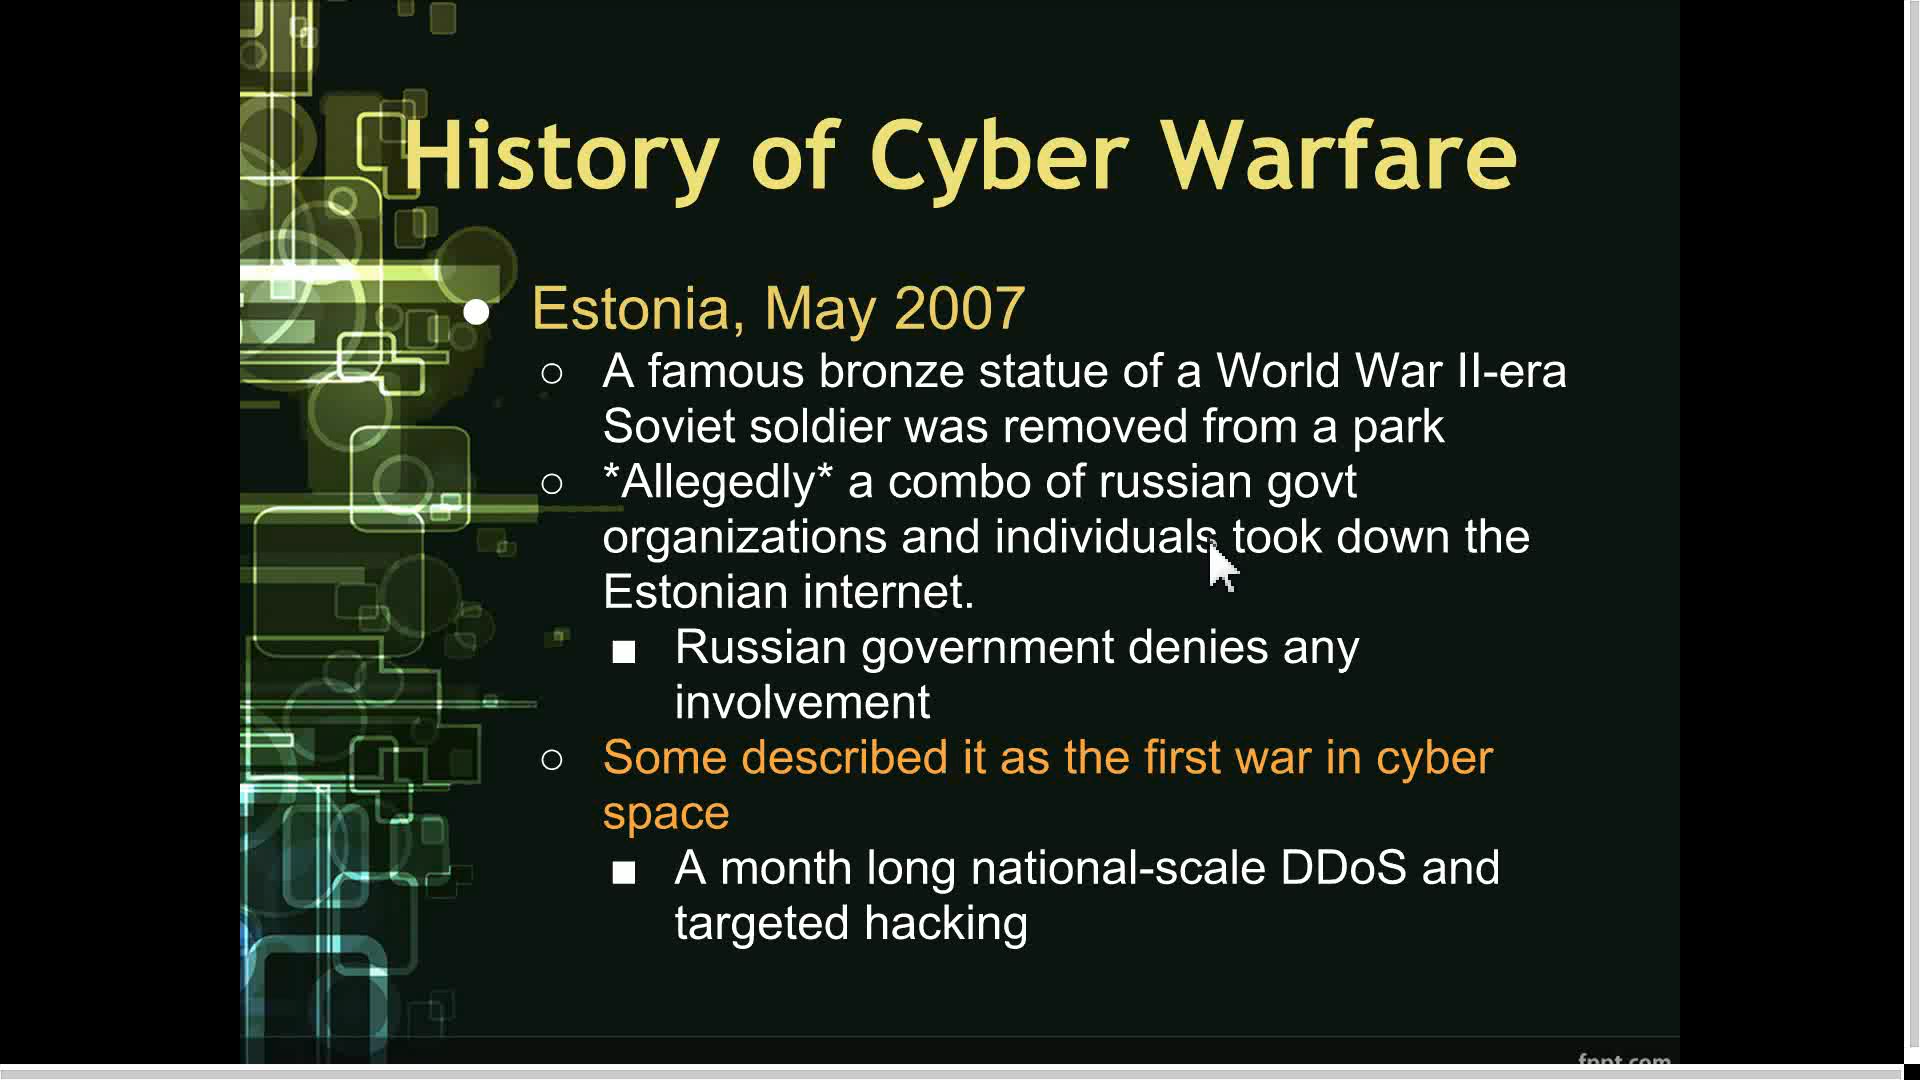 History of Cyber Warfare
● Estonia, May 2007
○ A famous bronze statue of a World War II-era
Soviet soldier was removed from a park
○ *Allegedly* a combo of russian govt
organizations and individuals took down the
Estonian internet.
■ Russian government denies any
involvement
○ Some described it as the first war in cyber
space
■ A month long national-scale DDoS and
targeted hacking
fppt.com